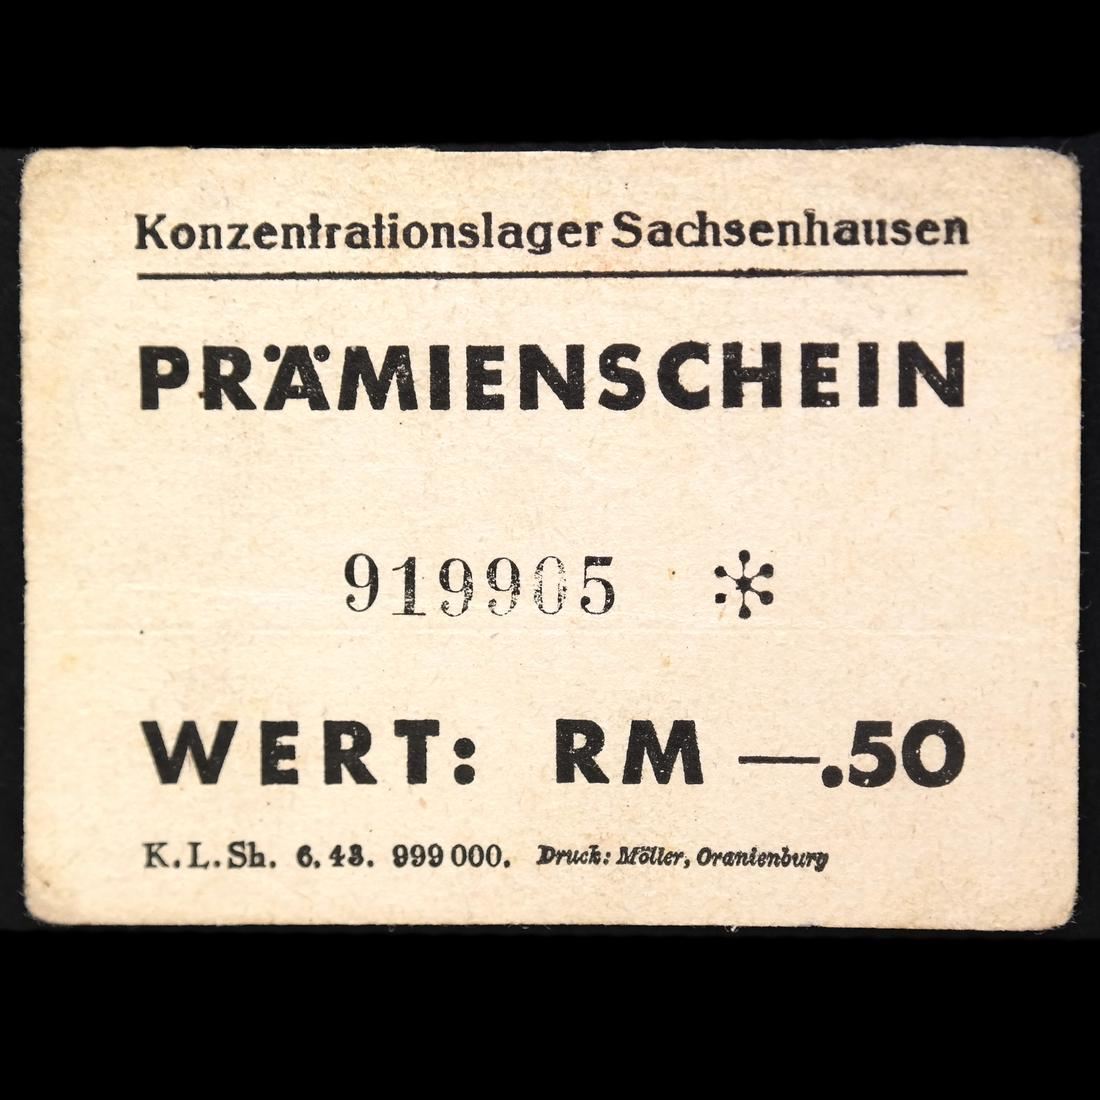 Konzentrationslager Sachsenhausen
PRÄMIENSCHEIN
919905
WERT: RM —.50
K. L. Sh. 6. 43. 999 000. Druck: Möller, Oranienburg